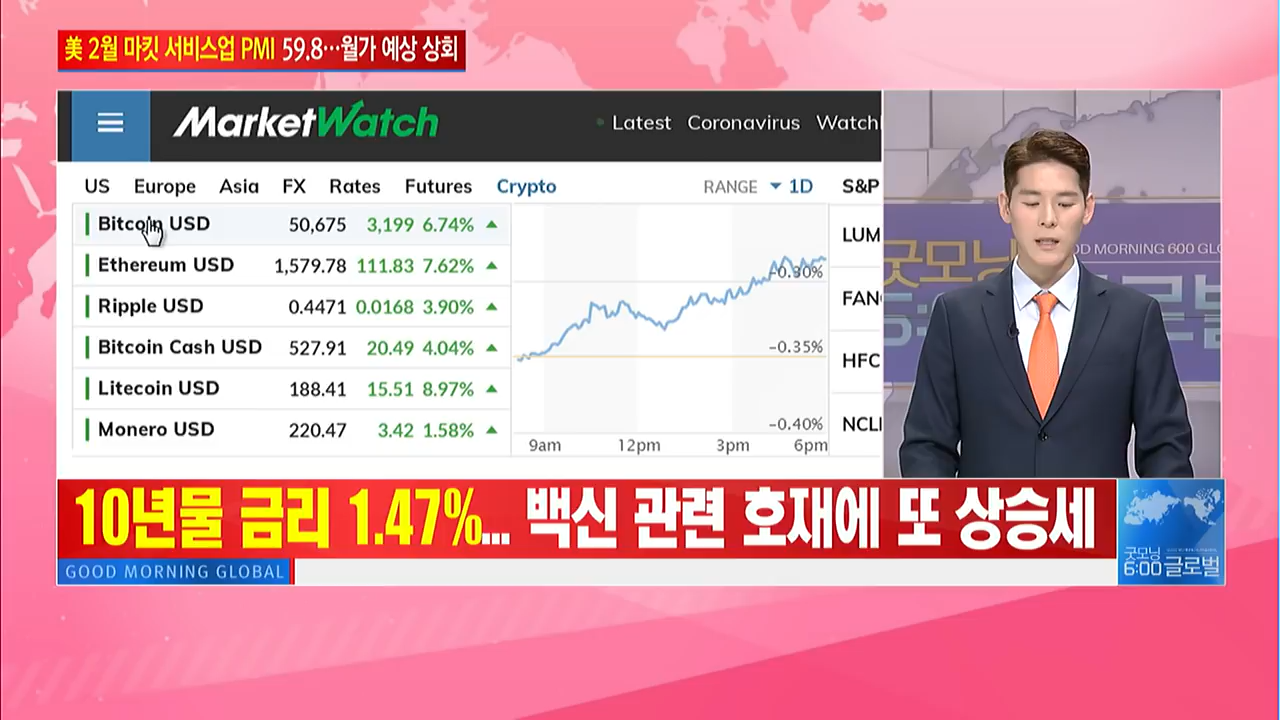 美 2월 마킷 서비스업 PMI 59.8…월가 예상 상회
MarketWatch
Latest Coronavirus Watchl
US Europe Asia FX Rates Futures Crypto
RANGE 1D
S&P
Bitcoin USD 50,675 3,199 6.74%
Ethereum USD 1,579.78 111.83 7.62%
Ripple USD 0.4471 0.0168 3.90%
Bitcoin Cash USD 527.91 20.49 4.04%
Litecoin USD 188.41 15.51 8.97%
Monero USD 220.47 3.42 1.58%
-0.30%
-0.35%
-0.40%
9am 12pm 3pm 6pm
LUM
FAN
HFC
NCL
OD MORNING 600 GLO
굿모닝
10년물 금리 1.47%... 백신 관련 호재에 또 상승세
GOOD MORNING GLOBAL
굿모닝
6:00 글로벌